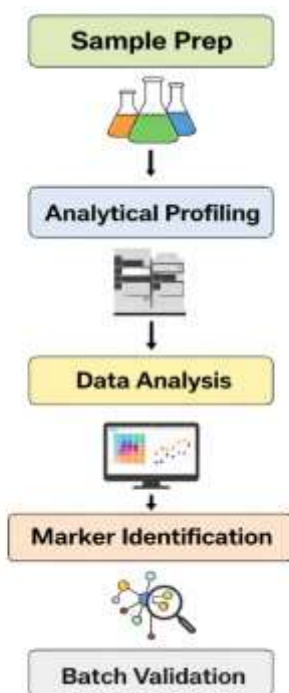 Sample Prep
Analytical Profiling
Data Analysis
Marker Identification
Batch Validation